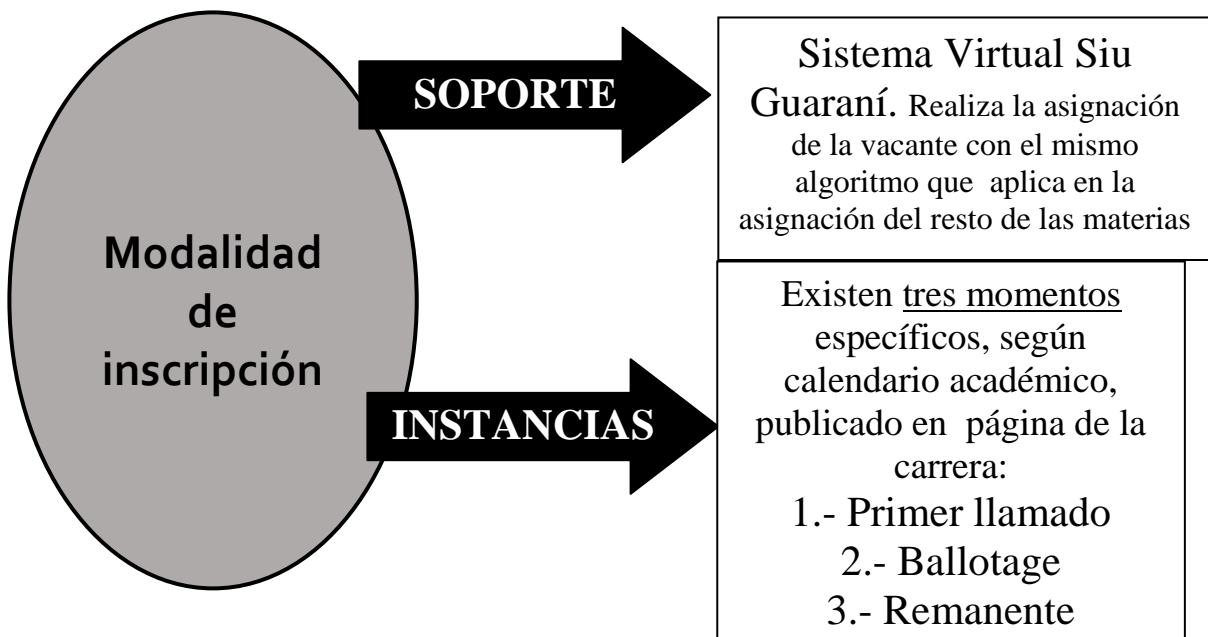 Modalidad
de
inscripción
SOPORTE
Sistema Virtual Siu
Guaraní. Realiza la asignación
de la vacante con el mismo
algoritmo que aplica en la
asignación del resto de las materias
INSTANCIAS
Existen tres momentos
específicos, según
calendario académico,
publicado en página de la
carrera:
1.- Primer llamado
2.- Ballotage
3.- Remanente